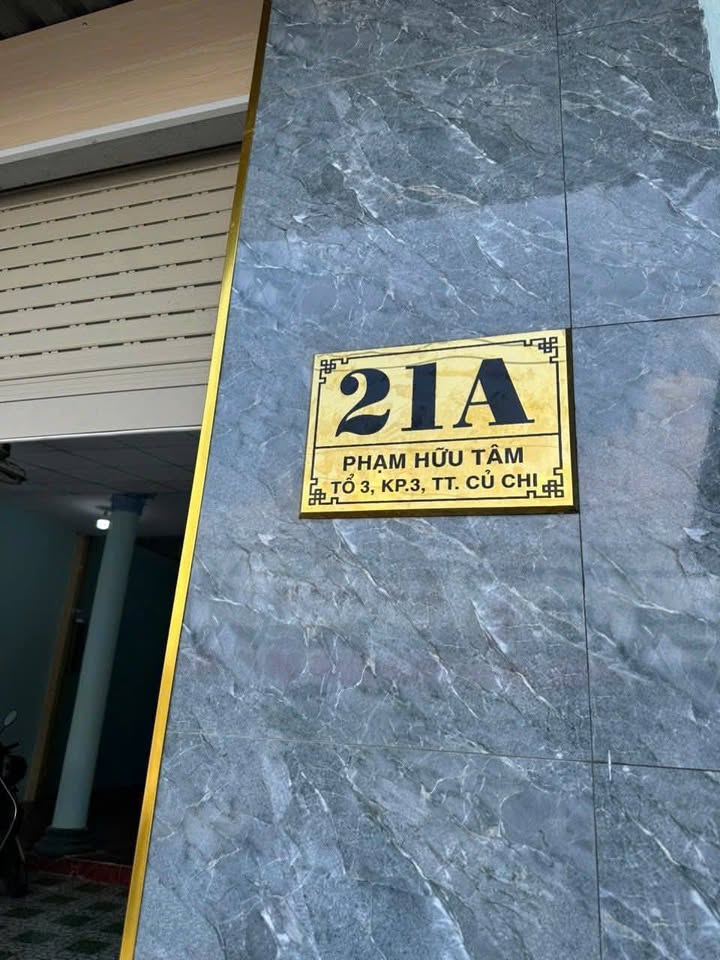 21A
PHẠM HỮU TÂM
TỔ 3, KP.3, TT. CỦ CHI